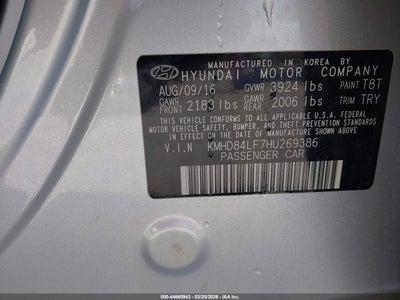 MANUFACTURED IN KOREA BY
HYUNDAI MOTOR COMPANY
AUG/09/16 GVWR 3924 lbs PAINT T8T
GAWR FRONT 2183 lbs GAWR REAR 2006 lbs TRIM TRY
THIS VEHICLE CONFORMS TO ALL APPLICABLE U.S.A. FEDERAL
MOTOR VEHICLE SAFETY, BUMPER, AND THEFT PREVENTION
STANDARDS IN EFFECT ON THE DATE OF MANUFACTURE SHOWN ABOVE.
V.I.N KMHD84LF7HU269386
PASSENGER CAR
000-44660943 - 03/20/2026 - IAAI.COM